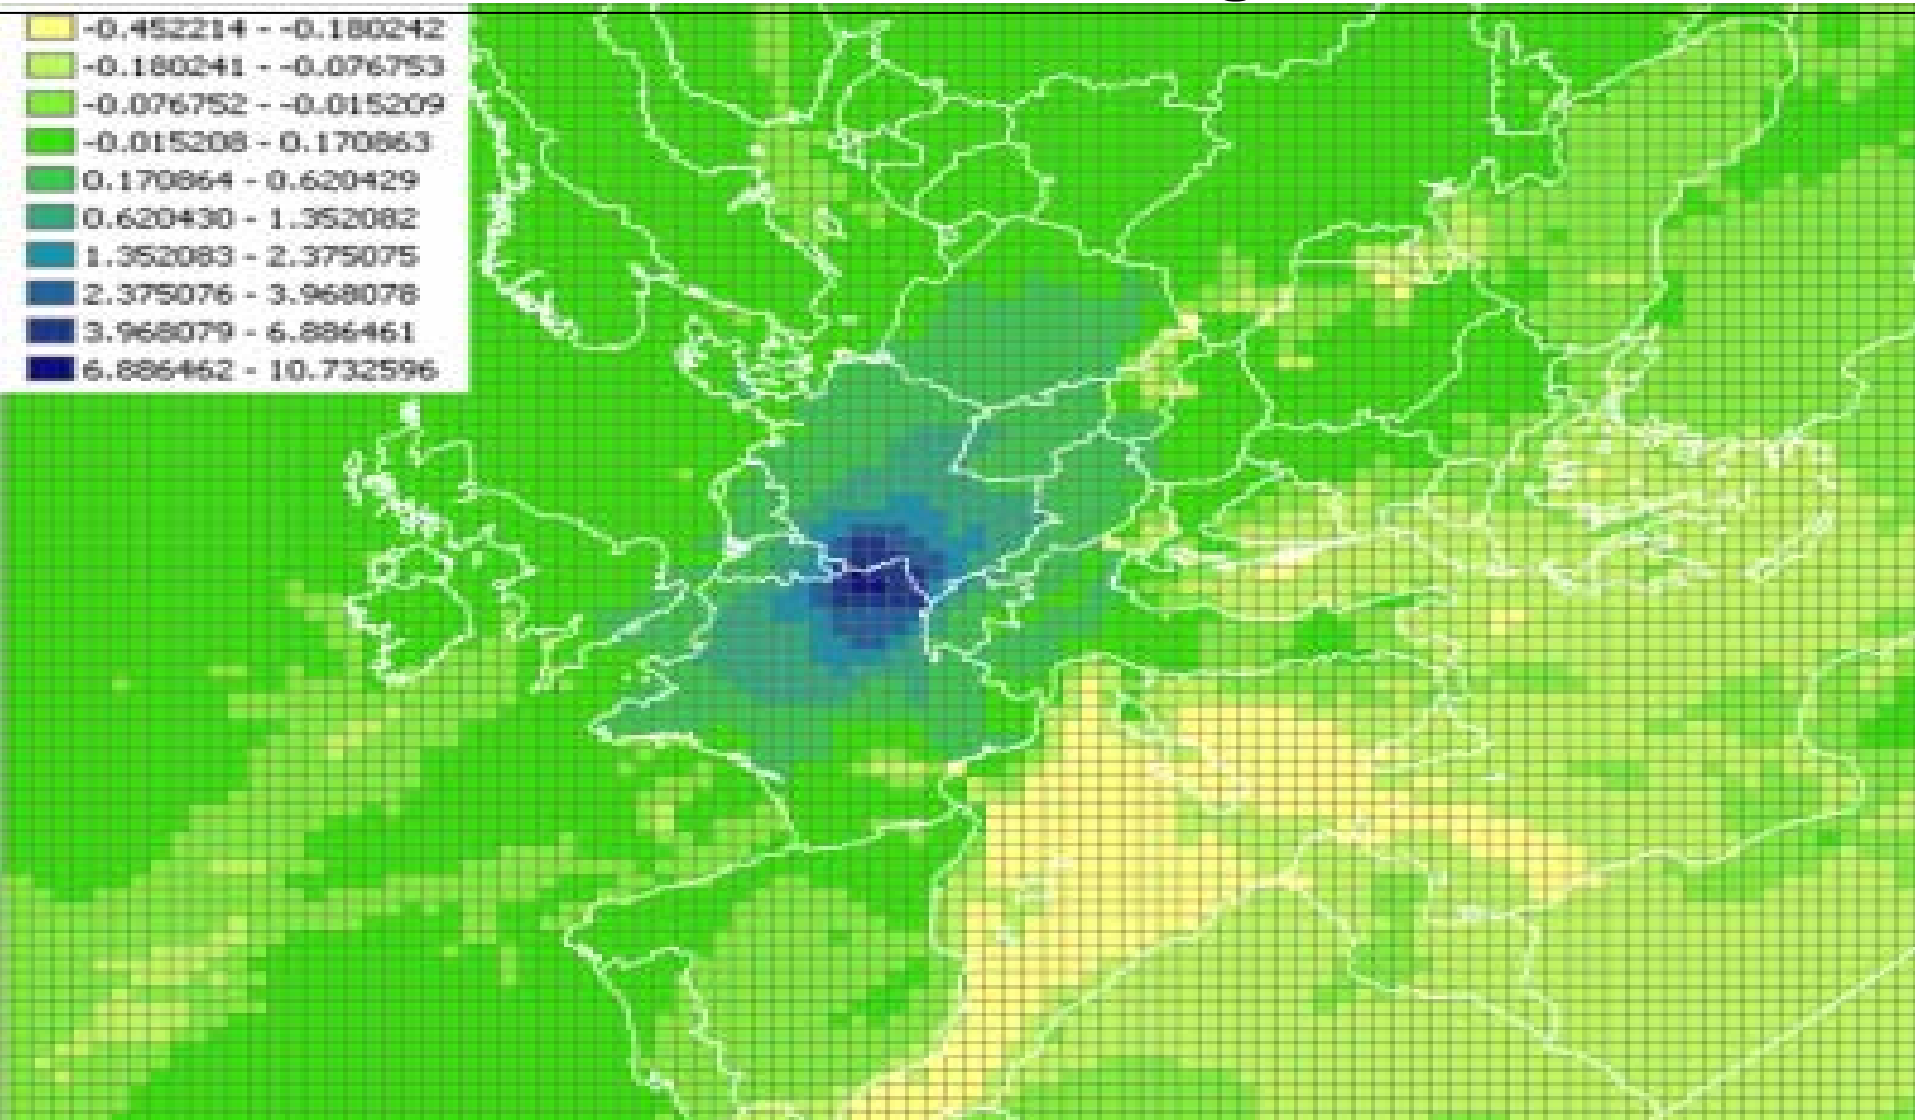 -0.452214 - -0.180242
-0.180241 - -0.076753
-0.076752 - -0.015209
-0.015208 - 0.170863
0.170864 - 0.620429
0.620430 - 1.352082
1.352083 - 2.375075
2.375076 - 3.968078
3.968079 - 6.886461
6.886462 - 10.732596